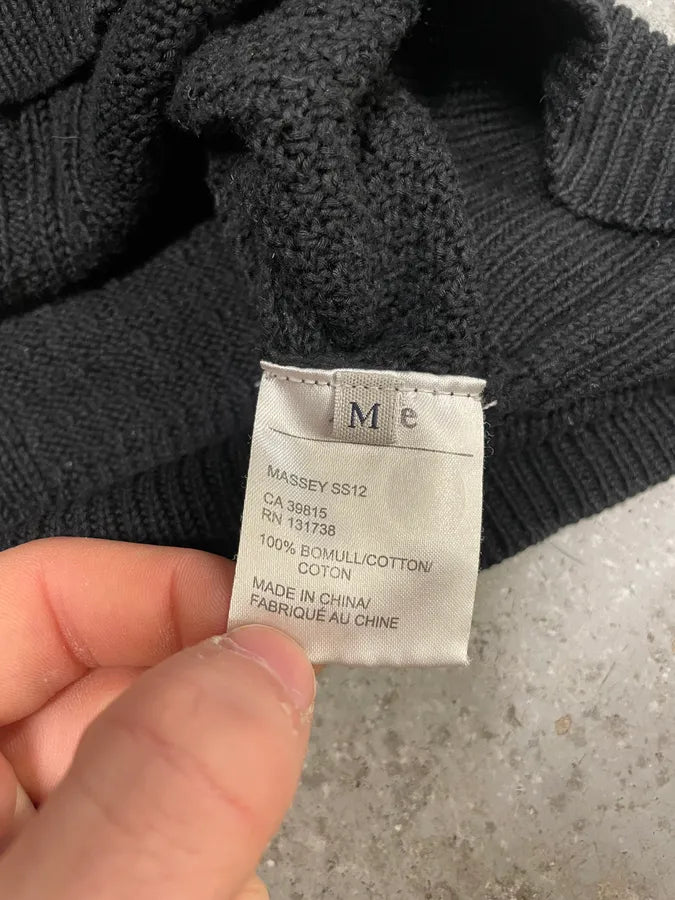 M e
MASSEY SS12
CA 39815
RN 131738
100% BOMULL/COTTON/
COTON
MADE IN CHINA/
FABRIQUÉ AU CHINE